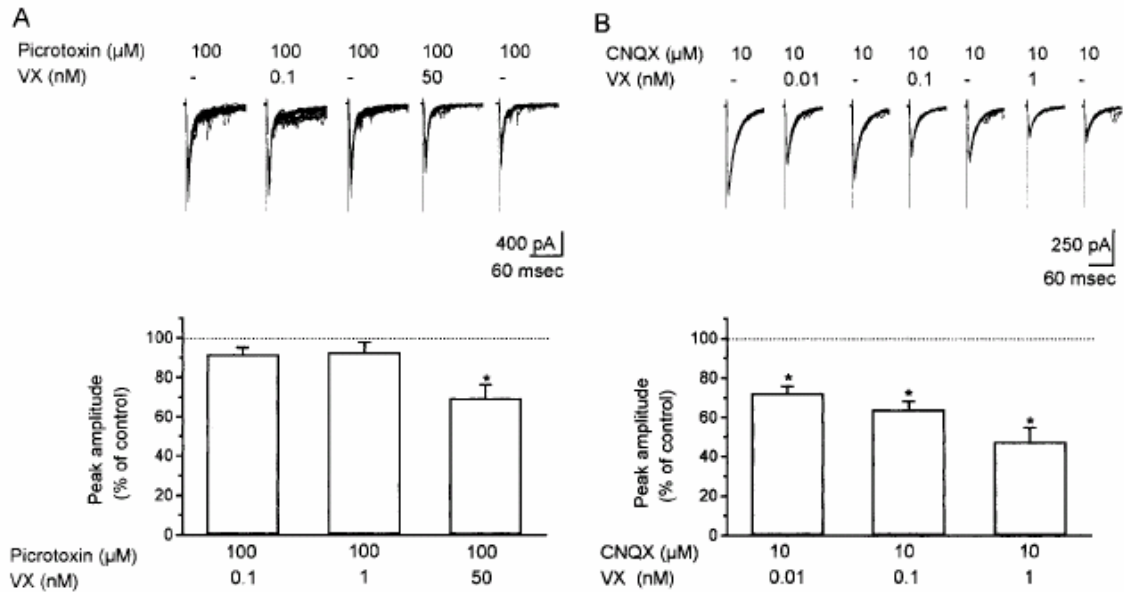 A
Picrotoxin (µM) 100 100 100 100 100
VX (nM) - 0.1 - 50 -
400 pA
60 msec
Peak amplitude
(% of control)
100
80
60
40
20
0
*
Picrotoxin (µM) 100 100 100
VX (nM) 0.1 1 50
B
CNQX (µM) 10 10 10 10 10 10 10
VX (nM) - 0.01 - 0.1 - 1 -
250 pA
60 msec
Peak amplitude
(% of control)
100
80
60
40
20
0
* * *
CNQX (µM) 10 10 10
VX (nM) 0.01 0.1 1